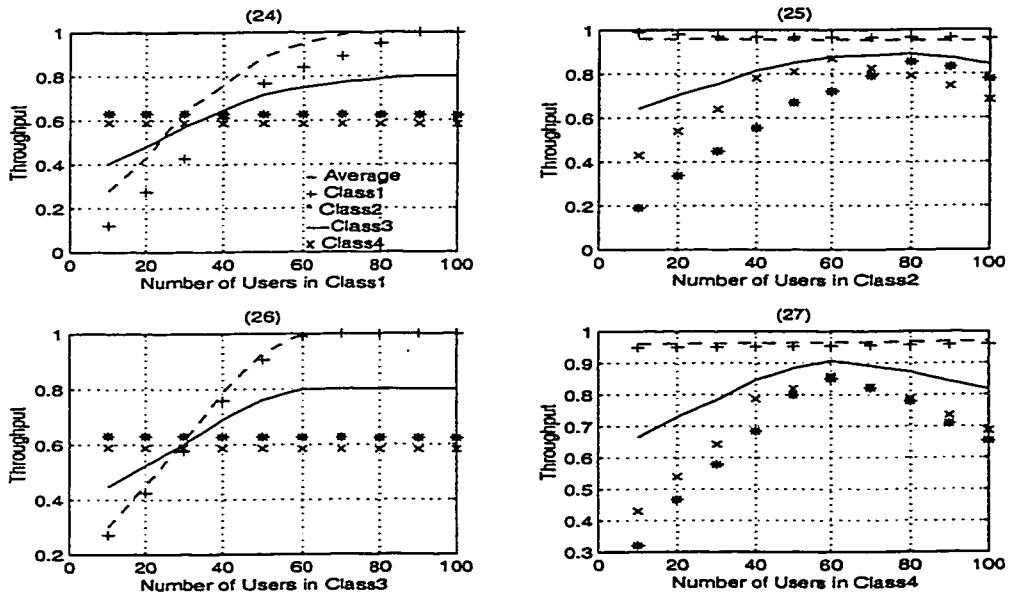 (24)
Throughput
1
0.8
0.6
0.4
0.2
0
0 20 40 60 80 100
Number of Users in Class1
- Average
+ Class1
* Class2
— Class3
x Class4
(25)
Throughput
1
0.8
0.6
0.4
0.2
0
0 20 40 60 80 100
Number of Users in Class2
(26)
Throughput
1
0.8
0.6
0.4
0.2
0 20 40 60 80 100
Number of Users in Class3
(27)
Throughput
1
0.9
0.8
0.7
0.6
0.5
0.4
0.3
0 20 40 60 80 100
Number of Users in Class4